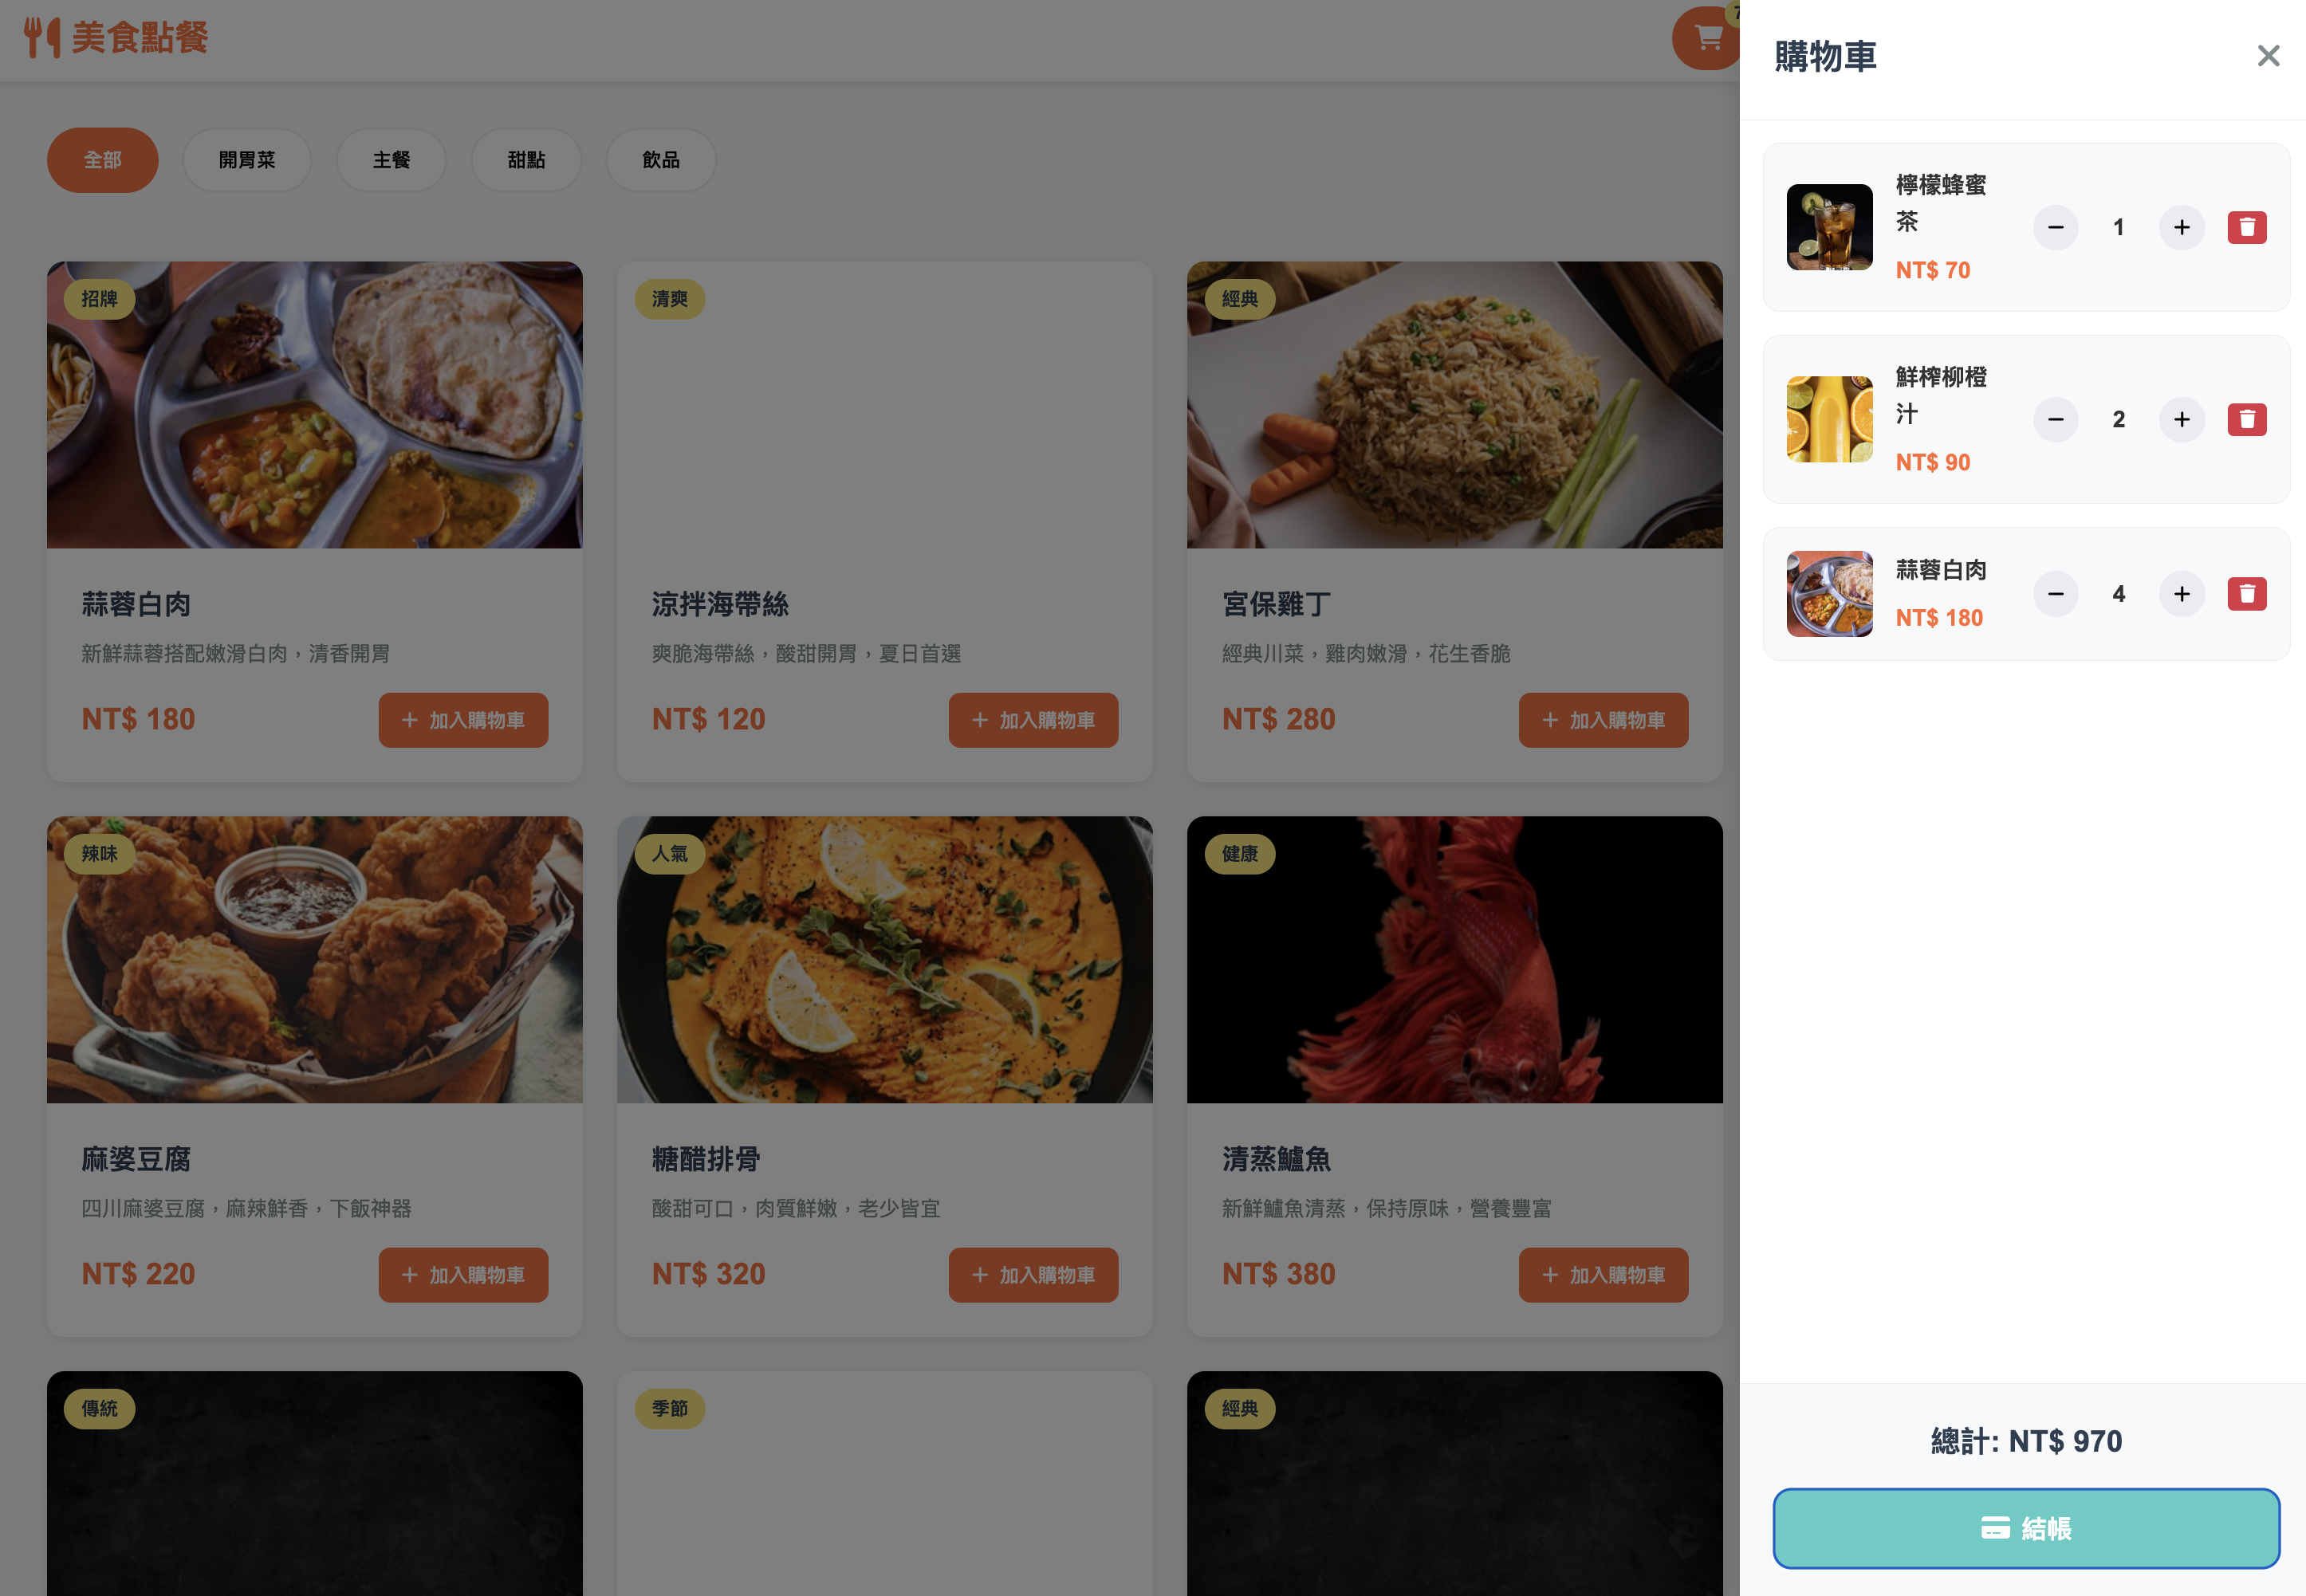 美食點餐
7
全部
開胃菜
主餐
甜點
飲品
招牌
蒜蓉白肉
新鮮蒜蓉搭配嫩滑白肉，清香開胃
NT$ 180
+ 加入購物車
清爽
涼拌海帶絲
爽脆海帶絲，酸甜開胃，夏日首選
NT$ 120
+ 加入購物車
經典
宮保雞丁
經典川菜，雞肉嫩滑，花生香脆
NT$ 280
+ 加入購物車
辣味
麻婆豆腐
四川麻婆豆腐，麻辣鮮香，下飯神器
NT$ 220
+ 加入購物車
人氣
糖醋排骨
酸甜可口，肉質鮮嫩，老少皆宜
NT$ 320
+ 加入購物車
健康
清蒸鱸魚
新鮮鱸魚清蒸，保持原味，營養豐富
NT$ 380
+ 加入購物車
傳統
季節
經典
購物車
檸檬蜂蜜
茶
NT$ 70
1
鮮榨柳橙
汁
NT$ 90
2
蒜蓉白肉
NT$ 180
4
總計: NT$ 970
結帳